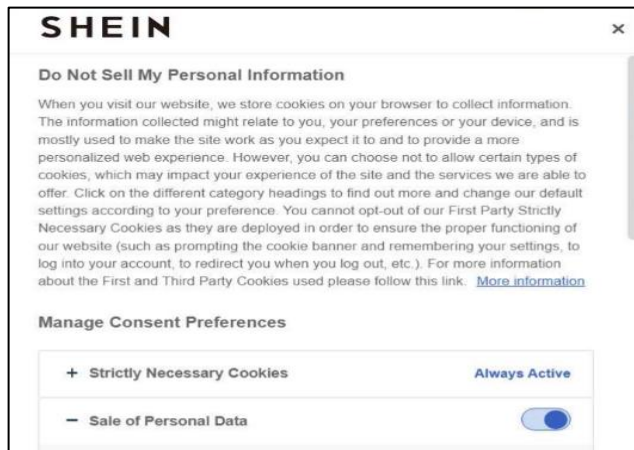 SHEIN
×
Do Not Sell My Personal Information
When you visit our website, we store cookies on your browser to collect information.
The information collected might relate to you, your preferences or your device, and is
mostly used to make the site work as you expect it to and to provide a more
personalized web experience. However, you can choose not to allow certain types of
cookies, which may impact your experience of the site and the services we are able to
offer. Click on the different category headings to find out more and change our default
settings according to your preference. You cannot opt-out of our First Party Strictly
Necessary Cookies as they are deployed in order to ensure the proper functioning of
our website (such as prompting the cookie banner and remembering your settings, to
log into your account, to redirect you when you log out, etc.). For more information
about the First and Third Party Cookies used please follow this link. More information
Manage Consent Preferences
+ Strictly Necessary Cookies Always Active
− Sale of Personal Data